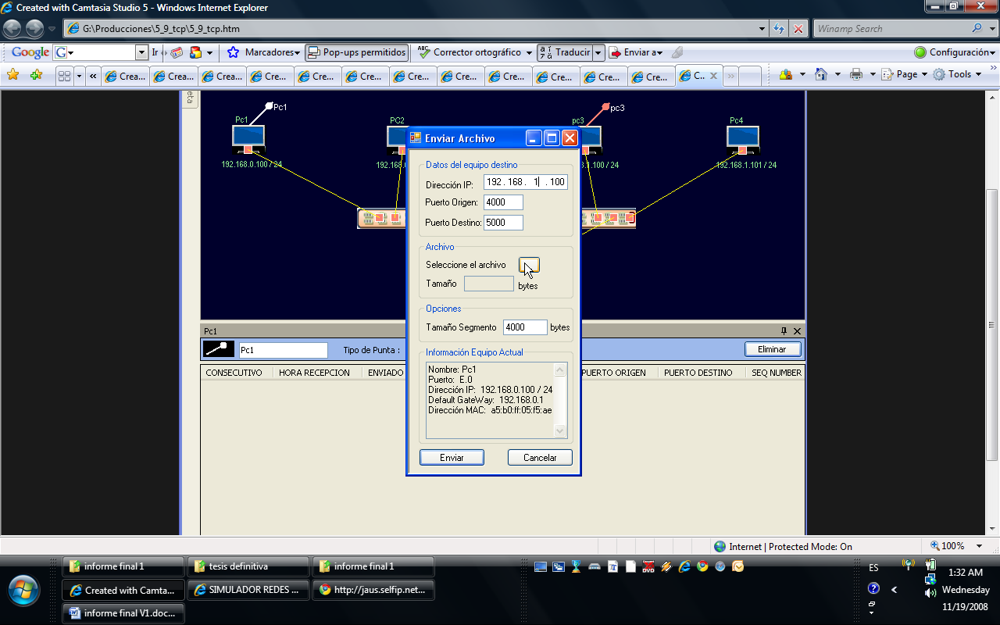 Created with Camtasia Studio 5 - Windows Internet Explorer
G:\Producciones\5_9_tcp\5_9_tcp.htm
Winamp Search
Google
G
Ir
Marcadores
Pop-ups permitidos
Corrector ortográfico
Traducir
Enviar a
Configuración
Crea...
Crea...
Crea...
Cre...
Cre...
Cre...
Cre...
Cre...
Cre...
Cre...
Cre...
Cre...
C...
Page
Tools
eta
Pc1
pc3
Pc1
PC2
pc3
Pc4
192.168.0.100 / 24
192.168.
.1.100 / 24
192.168.1.101 / 24
Enviar Archivo
Datos del equipo destino
Dirección IP:
192 . 168 . 1 . 100
Puerto Origen:
4000
Puerto Destino:
5000
Archivo
Seleccione el archivo
Tamaño
bytes
Opciones
Tamaño Segmento
4000
bytes
Información Equipo Actual
Nombre: Pc1
Puerto: E.0
Dirección IP: 192.168.0.100 / 24
Default GateWay: 192.168.0.1
Dirección MAC: a5:b0:ff:05:f5:ae
Enviar
Cancelar
Pc1
Pc1
Tipo de Punta :
Eliminar
CONSECUTIVO
HORA RECEPCION
ENVIADO
PUERTO ORIGEN
PUERTO DESTINO
SEQ NUMBER
Internet | Protected Mode: On
100%
informe final 1
tesis definitiva
informe final 1
Created with Camta...
SIMULADOR REDES ...
http://jaus.selfip.net...
informe final V1.doc...
DVD
ES
1:32 AM
Wednesday
11/19/2008